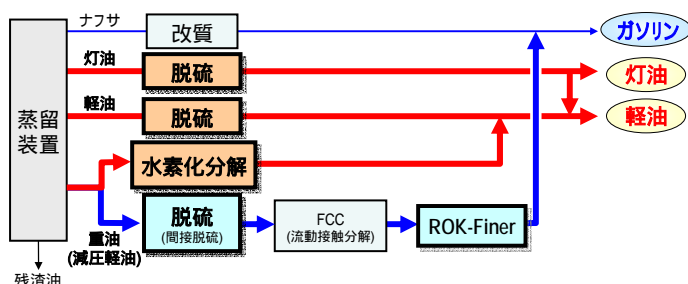 ナフサ
改質
ガソリン
灯油
脱硫
灯油
軽油
脱硫
軽油
蒸留
装置
水素化分解
脱硫
(間接脱硫)
FCC
(流動接触分解)
ROK-Finer
重油
(減圧軽油)
残渣油